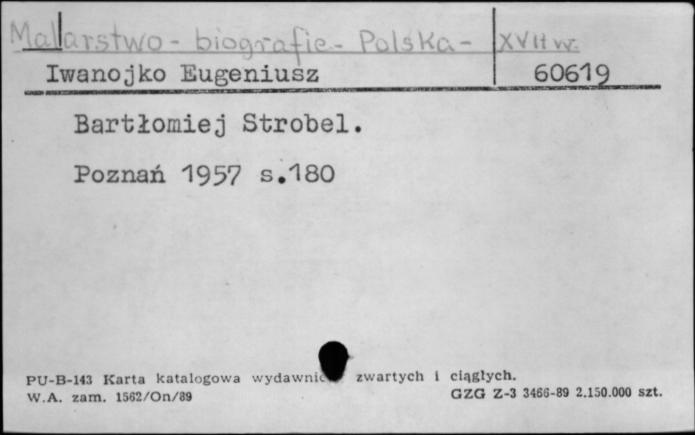 Malarstwo - biografie - Polska - XVII w.
Iwanojko Eugeniusz 60619
Bartłomiej Strobel.
Poznań 1957 s.180
PU-B-143 Karta katalogowa wydawnic zwartych i ciągłych.
W.A. zam. 1562/On/89 GZG Z-3 3466-89 2.150.000 szt.